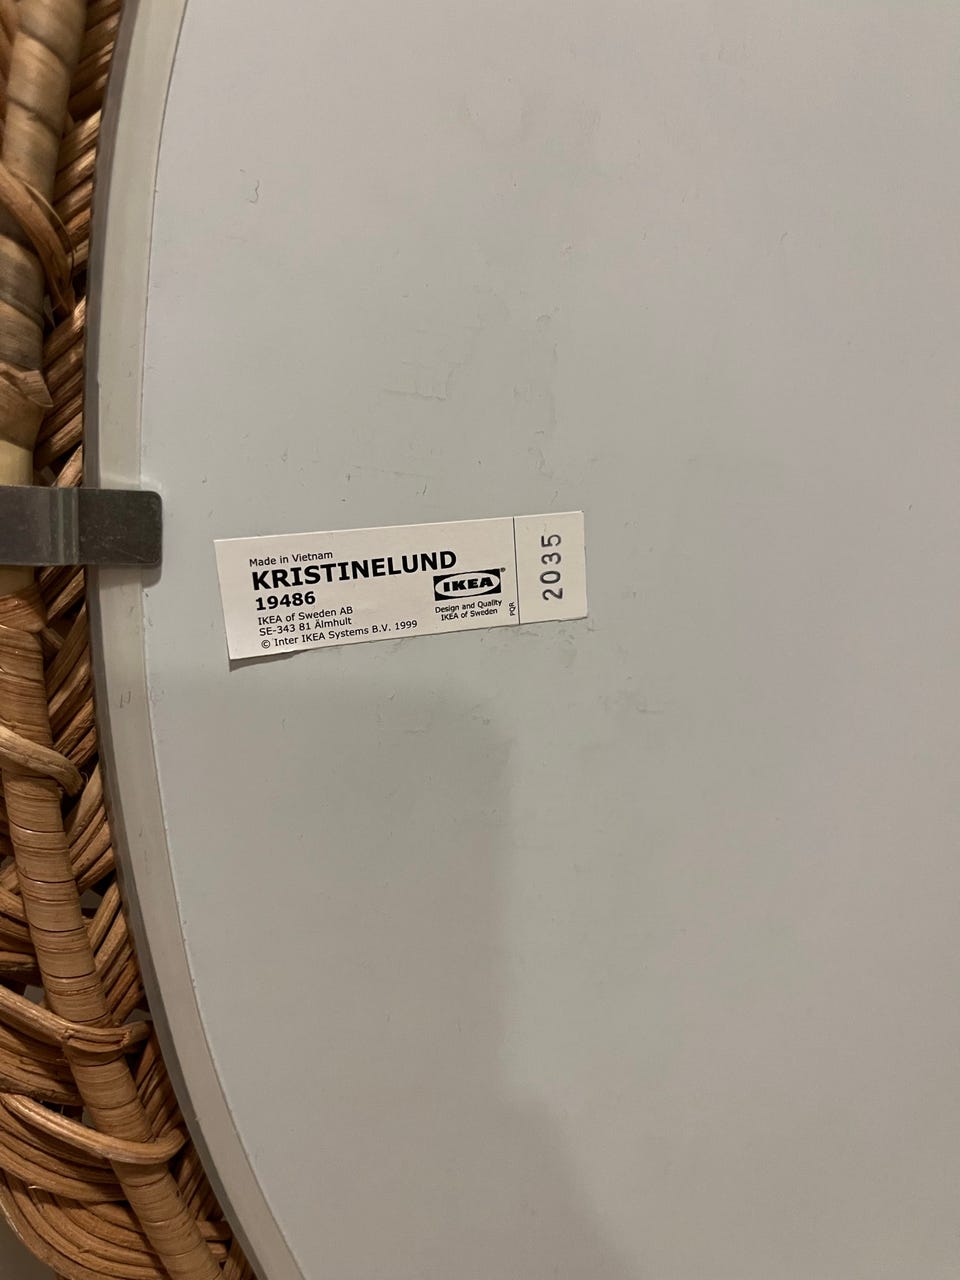 Made in Vietnam
KRISTINELUND
19486
IKEA of Sweden AB
SE-343 81 Älmhult
© Inter IKEA Systems B.V. 1999
IKEA®
Design and Quality
IKEA of Sweden
PQR
2035